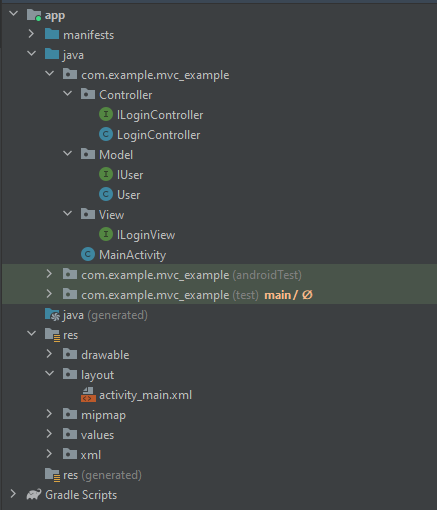 app
manifests
java
com.example.mvc_example
Controller
I ILoginController
C LoginController
Model
I IUser
C User
View
I ILoginView
C MainActivity
com.example.mvc_example (androidTest)
com.example.mvc_example (test) main / Ø
java (generated)
res
drawable
layout
activity_main.xml
mipmap
values
xml
res (generated)
Gradle Scripts